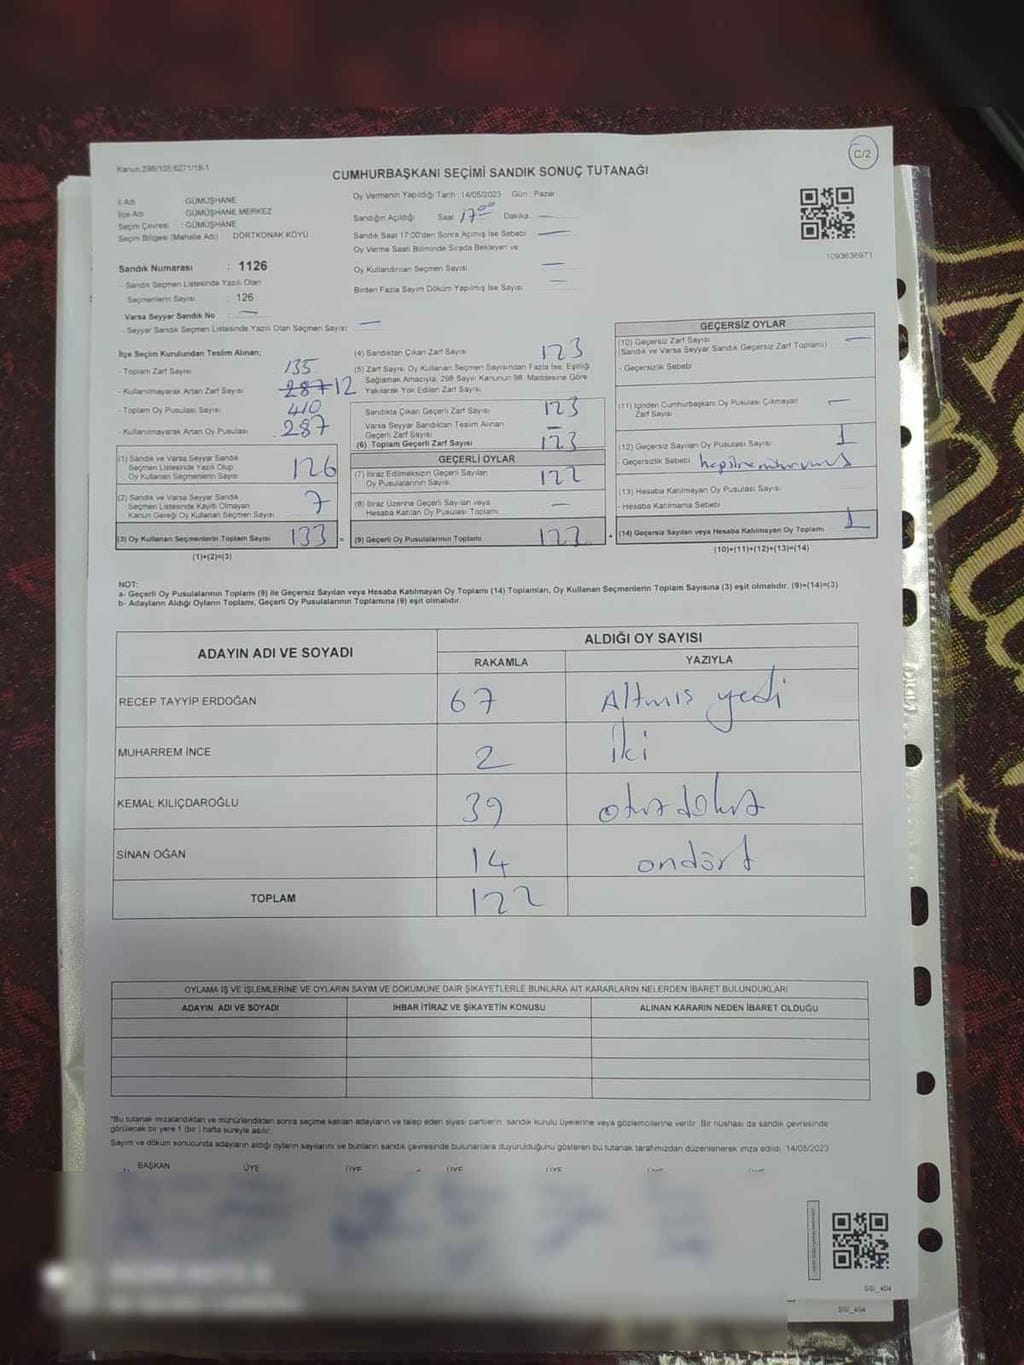 Kanun:298/105:6271/18-1
C/2
CUMHURBAŞKANI SEÇİMİ SANDIK SONUÇ TUTANAĞI
İl Adı GÜMÜŞHANE
İlçe Adı GÜMÜŞHANE MERKEZ
Seçim Çevresi : GÜMÜŞHANE
Seçim Bölgesi (Mahalle Adı) DÖRTKONAK KÖYÜ
Sandık Numarası : 1126
- Sandık Seçmen Listesinde Yazılı Olan
Seçmenlerin Sayısı : 126
Varsa Seyyar Sandık No : —
- Seyyar Sandık Seçmen Listesinde Yazılı Olan Seçmen Sayısı: —
Oy Vermenin Yapıldığı Tarih : 14/05/2023 Gün : Pazar
Sandığın Açıldığı Saat 17:00 Dakika : —
Sandık Saat 17:00'den Sonra Açılmış İse Sebebi —
Oy Verme Saati Bitiminde Sırada Bekleyen ve
Oy Kullandırılan Seçmen Sayısı —
Birden Fazla Sayım Döküm Yapılmış İse Sayısı —
1093636971
İlçe Seçim Kurulundan Teslim Alınan;
- Toplam Zarf Sayısı 135
- Kullanılmayarak Artan Zarf Sayısı 287 12
- Toplam Oy Pusulası Sayısı 410
- Kullanılmayarak Artan Oy Pusulası 287
(1) Sandık ve Varsa Seyyar Sandık
Seçmen Listesinde Yazılı Olup
Oy Kullanan Seçmenlerin Sayısı 126
(2) Sandık ve Varsa Seyyar Sandık
Seçmen Listesinde Kayıtlı Olmayan
Kanun Gereği Oy Kullanan Seçmen Sayısı 7
(3) Oy Kullanan Seçmenlerin Toplam Sayısı 133 =
(1)+(2)=(3)
(4) Sandıktan Çıkan Zarf Sayısı 123
(5) Zarf Sayısı Oy Kullanan Seçmen Sayısından Fazla İse, Eşitliği
Sağlamak Amacıyla, 298 Sayılı Kanunun 98. Maddesine Göre
Yakılarak Yok Edilen Zarf Sayısı
Sandıkta Çıkan Geçerli Zarf Sayısı 123
Varsa Seyyar Sandıktan Teslim Alınan
Geçerli Zarf Sayısı —
(6) Toplam Geçerli Zarf Sayısı 123
GEÇERLİ OYLAR
(7) İtiraz Edilmeksizin Geçerli Sayılan
Oy Pusulasının Sayısı 122
(8) İtiraz Üzerine Geçerli Sayılan veya
Hesaba Katılan Oy Pusulası Toplamı —
(9) Geçerli Oy Pusulalarının Toplamı 122 +
GEÇERSİZ OYLAR
(10) Geçersiz Zarf Sayısı —
(Sandık ve Varsa Seyyar Sandık Geçersiz Zarf Toplamı)
- Geçersizlik Sebebi
(11) İçinden Cumhurbaşkanı Oy Pusulası Çıkmayan
Zarf Sayısı —
(12) Geçersiz Sayılan Oy Pusulası Sayısı 1
- Geçersizlik Sebebi
(13) Hesaba Katılmayan Oy Pusulası Sayısı
- Hesaba Katılmama Sebebi
(14) Geçersiz Sayılan veya Hesaba Katılmayan Oy Toplamı 1
(10)+(11)+(12)+(13)=(14)
NOT:
a- Geçerli Oy Pusulalarının Toplamı (9) ile Geçersiz Sayılan veya Hesaba Katılmayan Oy Toplamı (14) Toplamları, Oy Kullanan Seçmenlerin Toplam Sayısına (3) eşit olmalıdır. (9)+(14)=(3)
b- Adayların Aldığı Oyların Toplamı, Geçerli Oy Pusulalarının Toplamına (9) eşit olmalıdır.
ADAYIN ADI VE SOYADI ALDIĞI OY SAYISI
RAKAMLA YAZIYLA
RECEP TAYYİP ERDOĞAN 67 Altmıs yedi
MUHARREM İNCE 2 İki
KEMAL KILIÇDAROĞLU 39 otuz dokuz
SİNAN OĞAN 14 ondört
TOPLAM 122
OYLAMA İŞ VE İŞLEMLERİNE VE OYLARIN SAYIM VE DÖKÜMÜNE DAİR ŞİKAYETLERLE BUNLARA AİT KARARLARIN NELERDEN İBARET BULUNDUKLARI
ADAYIN ADI VE SOYADI İHBAR İTİRAZ VE ŞİKAYETİN KONUSU ALINAN KARARIN NEDEN İBARET OLDUĞU
*Bu tutanak imzalandıktan ve mühürlendikten sonra seçime katılan adayların ve talep eden siyasi partilerin sandık kurulu üyelerine veya gözlemcilerine verilir. Bir nüshası da sandık çevresinde
görülecek bir yere 1 (bir) hafta süreyle asılır.
Sayım ve döküm sonucunda adayların aldığı oyların sayılarını ve bunların sandık çevresinde bulunanlara duyurulduğunu gösteren bu tutanak tarafımızdan düzenlenerek imza edildi. 14/05/2023
BAŞKAN ÜYE ÜYE ÜYE ÜYE
SGI_404
SGI_404